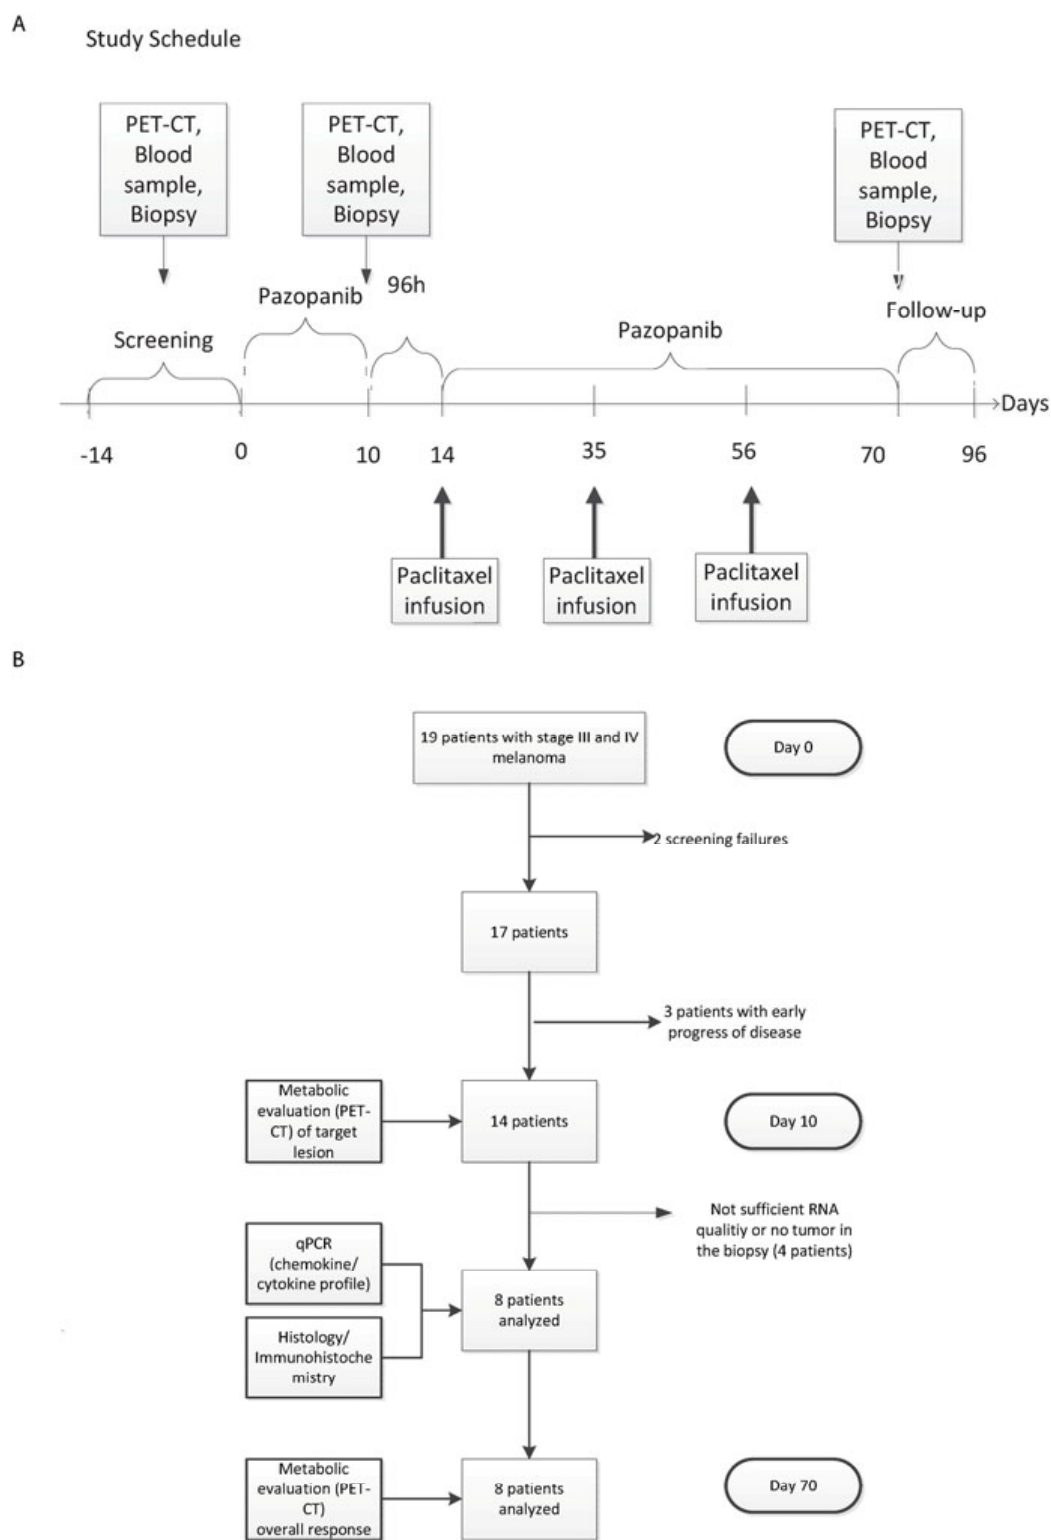 A
Study Schedule
PET-CT,
Blood
sample,
Biopsy
PET-CT,
Blood
sample,
Biopsy
PET-CT,
Blood
sample,
Biopsy
Screening
Pazopanib
96h
Pazopanib
Follow-up
Days
-14
0
10
14
35
56
70
96
Paclitaxel
infusion
Paclitaxel
infusion
Paclitaxel
infusion
B
19 patients with stage III and IV
melanoma
Day 0
2 screening failures
17 patients
3 patients with early
progress of disease
Metabolic
evaluation (PET-
CT) of target
lesion
14 patients
Day 10
Not sufficient RNA
qualitiy or no tumor in
the biopsy (4 patients)
qPCR
(chemokine/
cytokine profile)
8 patients
analyzed
Histology/
Immunohistoche
mistry
Metabolic
evaluation (PET-
CT)
overall response
8 patients
analyzed
Day 70